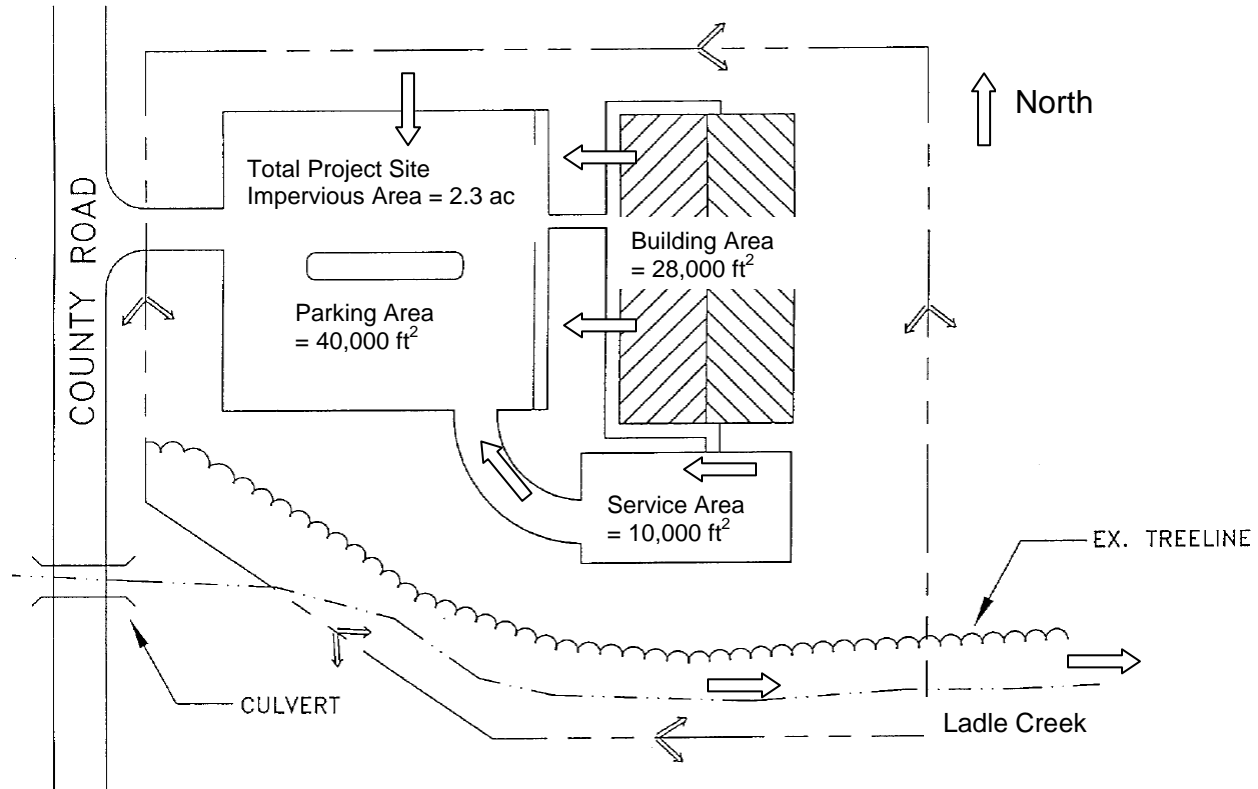 North
Total Project Site
Impervious Area = 2.3 ac
COUNTY ROAD
Building Area
= 28,000 ft²
Parking Area
= 40,000 ft²
Service Area
= 10,000 ft²
EX. TREELINE
CULVERT
Ladle Creek